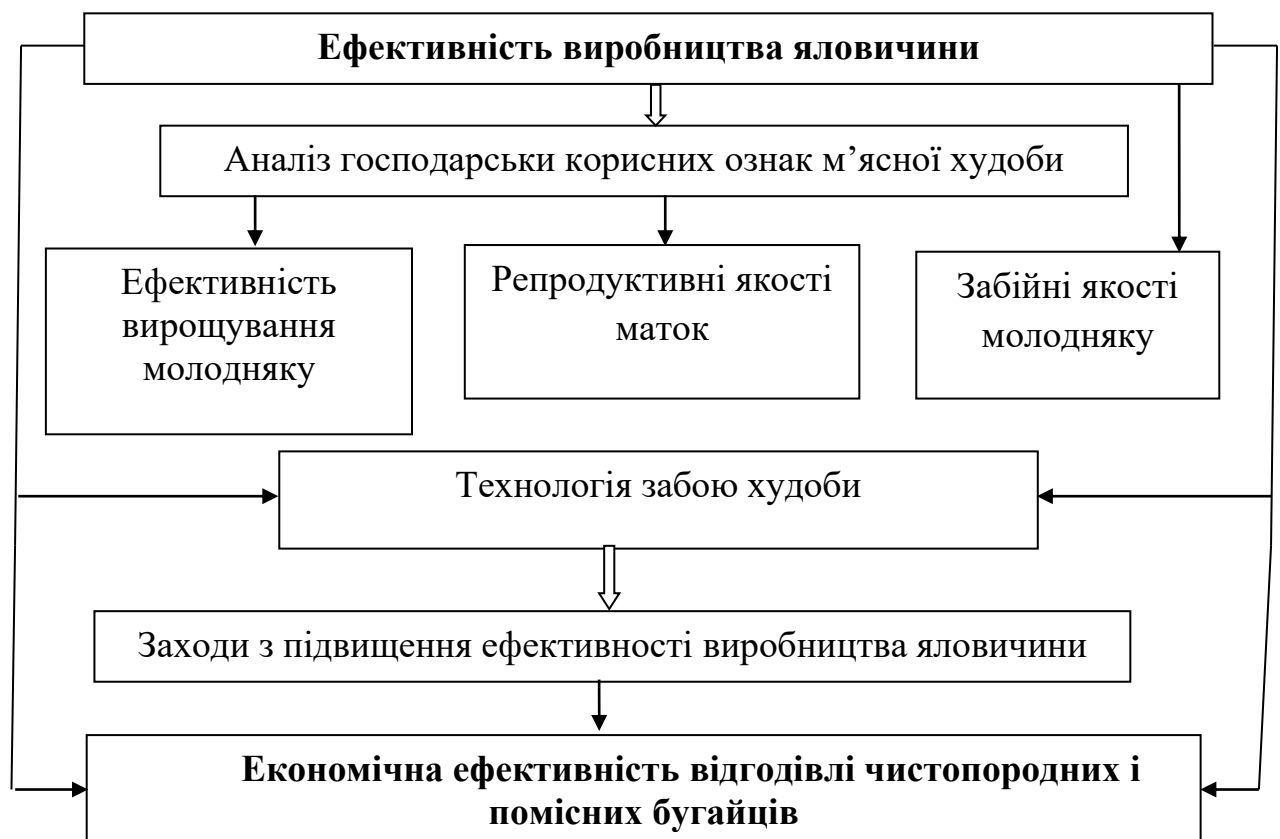 Ефективність виробництва яловичини
Аналіз господарськи корисних ознак м’ясної худоби
Ефективність
вирощування
молодняку
Репродуктивні якості
маток
Забійні якості
молодняку
Технологія забою худоби
Заходи з підвищення ефективності виробництва яловичини
Економічна ефективність відгодівлі чистопородних і
помісних бугайців